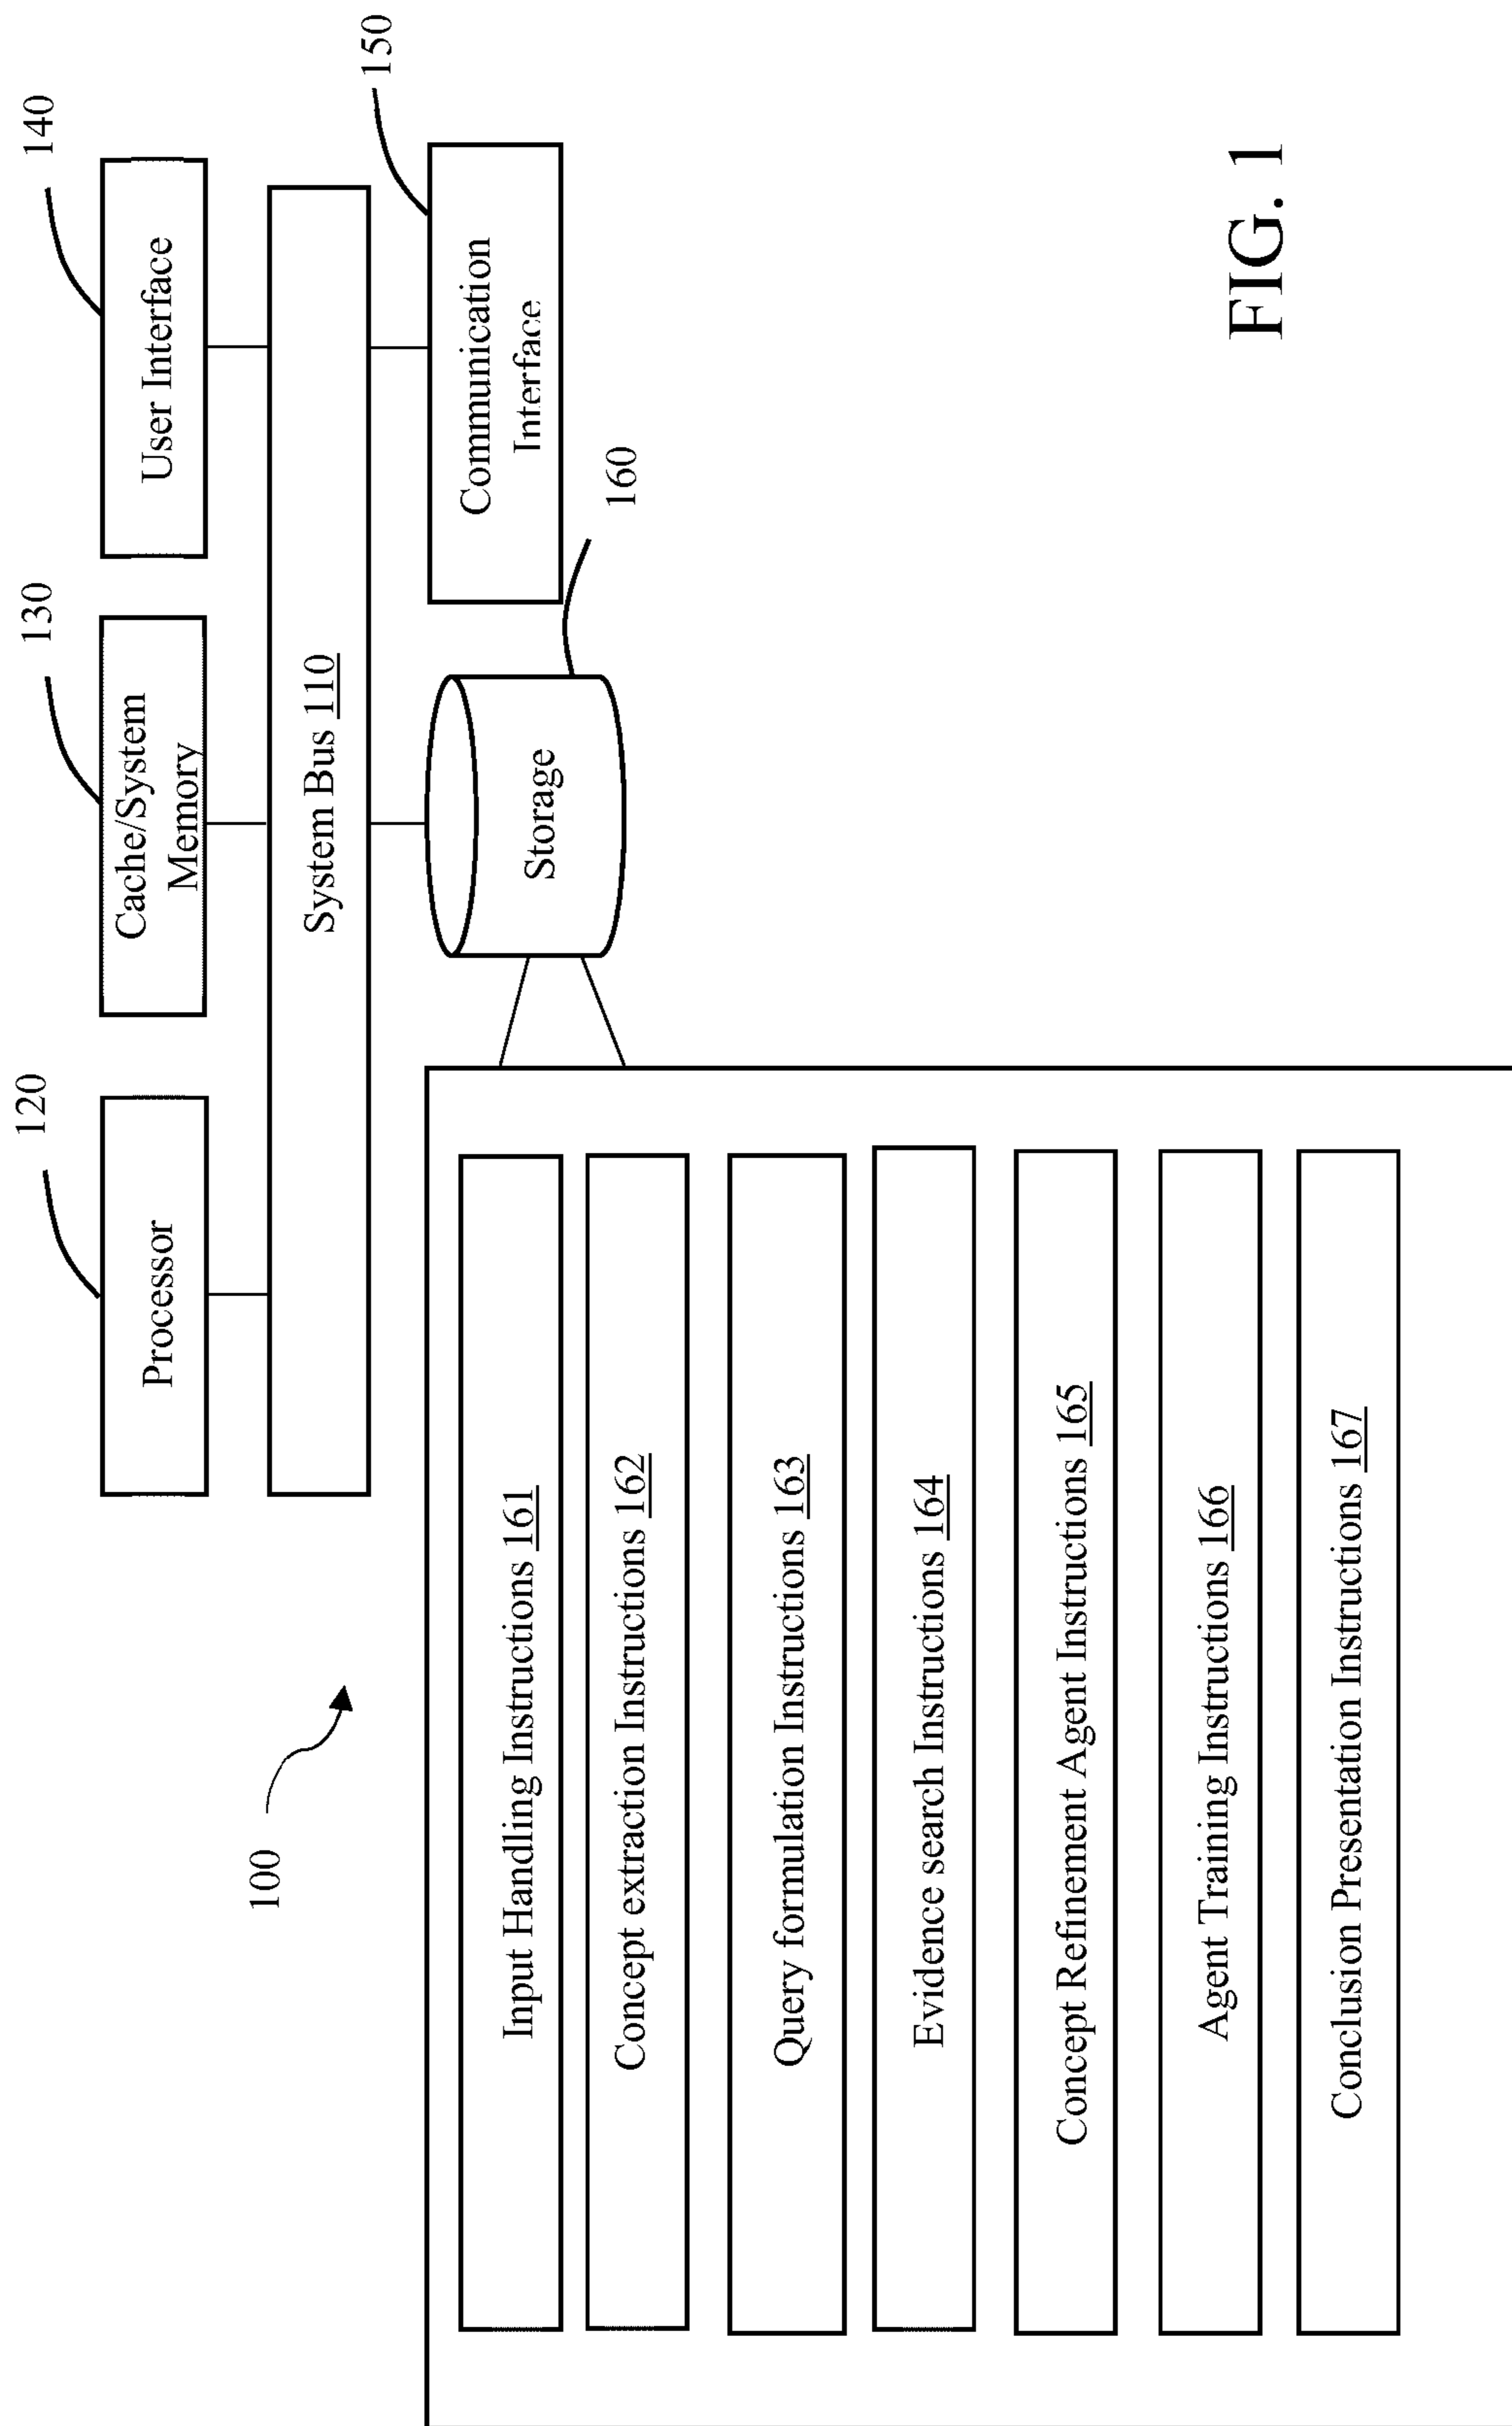 120
130
140
Processor
Cache/System
Memory
User Interface
System Bus 110
150
100
Storage
Communication
Interface
160
Input Handling Instructions 161
Concept extraction Instructions 162
Query formulation Instructions 163
Evidence search Instructions 164
Concept Refinement Agent Instructions 165
Agent Training Instructions 166
Conclusion Presentation Instructions 167
FIG. 1